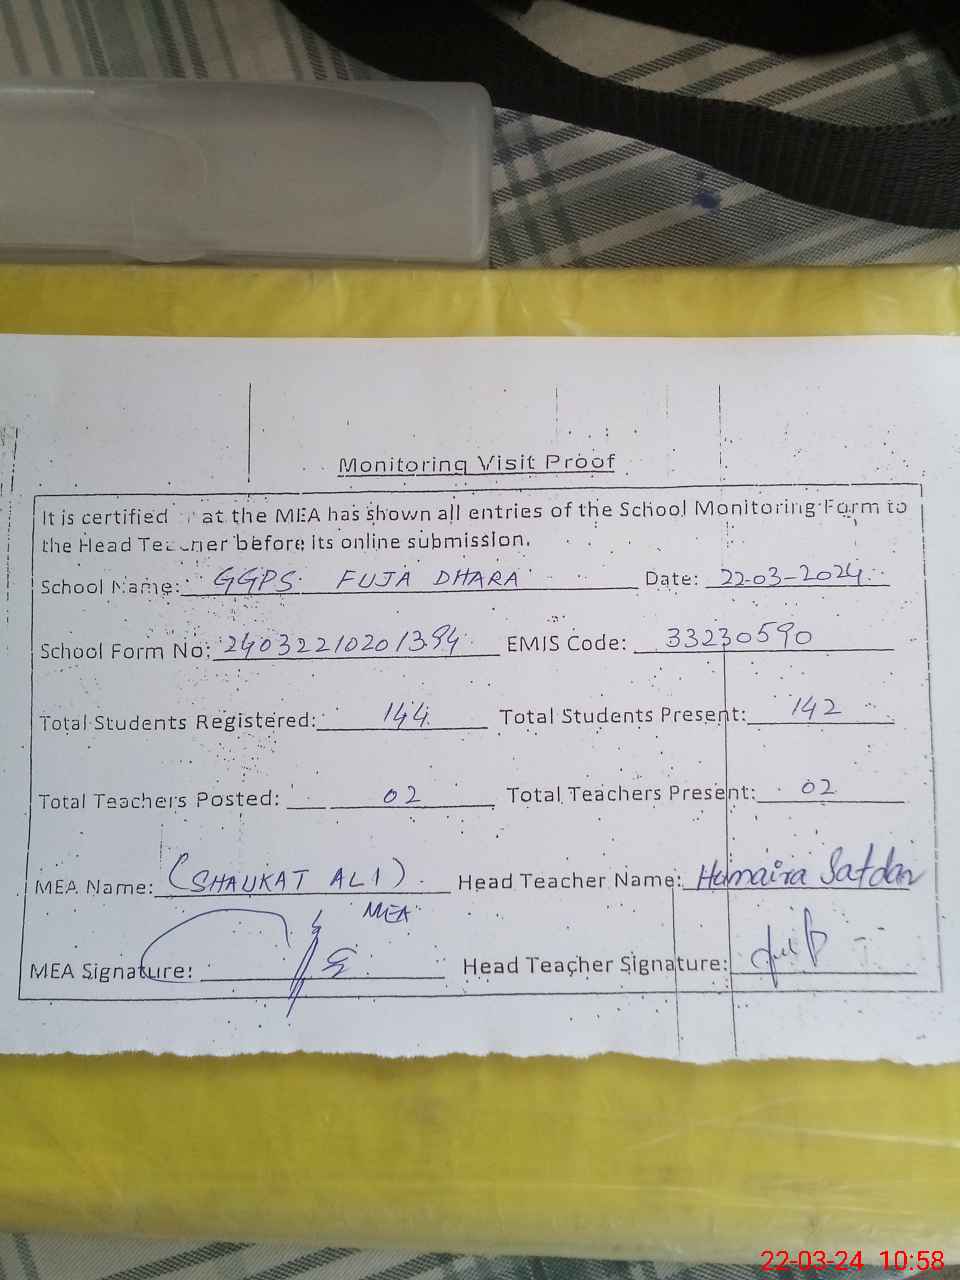 Monitoring Visit Proof
It is certified at the MEA has shown all entries of the School Monitoring Form to
the Head Teacher before its online submission.
School Name: GGPS FUJA DHARA Date: 22-03-2024
School Form No: 24032210201394 EMIS Code: 33230590
Total Students Registered: 144 Total Students Present: 142
Total Teachers Posted: 02 Total Teachers Present: 02
MEA Name: (SHAUKAT ALI) Head Teacher Name: Humaira Safdar
MEA
MEA Signature: Head Teacher Signature:
22-03-24 10:58